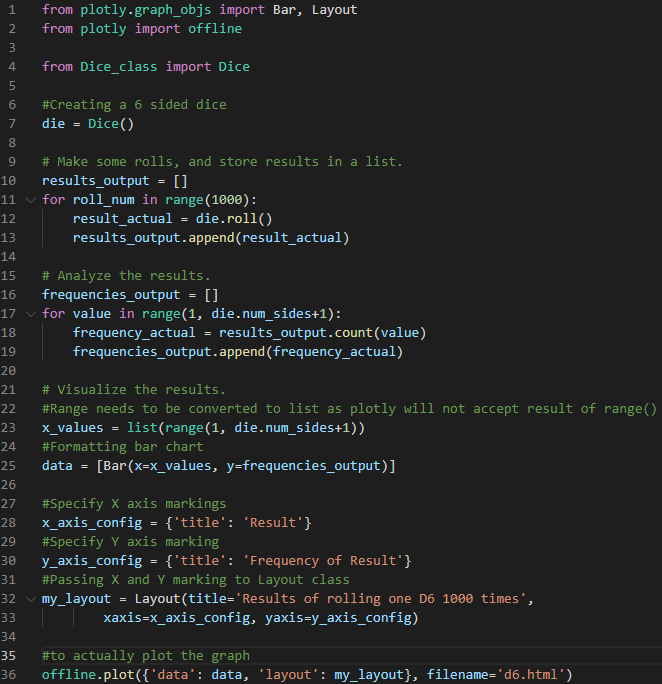 1 from plotly.graph_objs import Bar, Layout
2 from plotly import offline
3
4 from Dice_class import Dice
5
6 #Creating a 6 sided dice
7 die = Dice()
8
9 # Make some rolls, and store results in a list.
10 results_output = []
11 for roll_num in range(1000):
12     result_actual = die.roll()
13     results_output.append(result_actual)
14
15 # Analyze the results.
16 frequencies_output = []
17 for value in range(1, die.num_sides+1):
18     frequency_actual = results_output.count(value)
19     frequencies_output.append(frequency_actual)
20
21 # Visualize the results.
22 #Range needs to be converted to list as plotly will not accept result of range()
23 x_values = list(range(1, die.num_sides+1))
24 #Formatting bar chart
25 data = [Bar(x=x_values, y=frequencies_output)]
26
27 #Specify X axis markings
28 x_axis_config = {'title': 'Result'}
29 #Specify Y axis marking
30 y_axis_config = {'title': 'Frequency of Result'}
31 #Passing X and Y marking to Layout class
32 my_layout = Layout(title='Results of rolling one D6 1000 times',
33         xaxis=x_axis_config, yaxis=y_axis_config)
34
35 #to actually plot the graph
36 offline.plot({'data': data, 'layout': my_layout}, filename='d6.html')